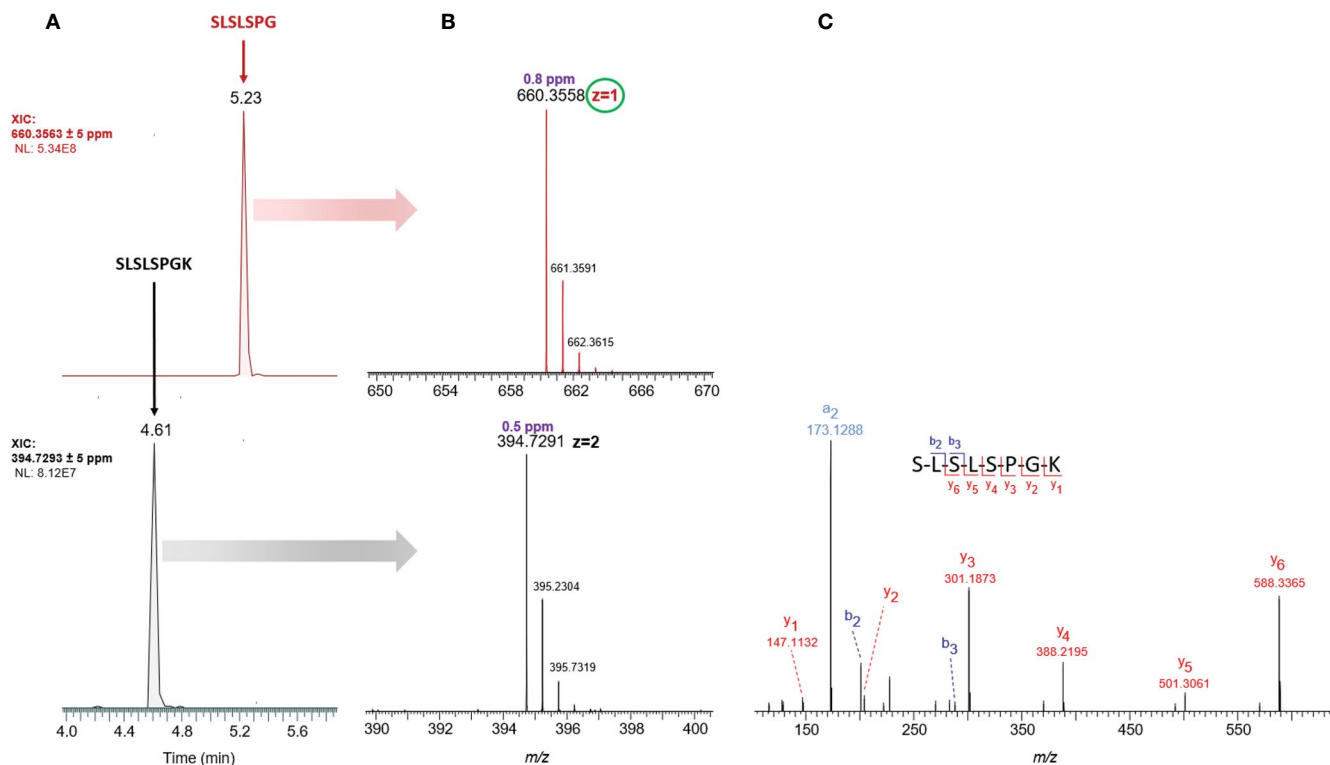 A
B
C
SLSLSPG
5.23
XIC:
660.3563 ± 5 ppm
NL: 5.34E8
SLSLSPGK
0.8 ppm
660.3558 z=1
661.3591
662.3615
650 654 658 662 666 670
4.61
XIC:
394.7293 ± 5 ppm
NL: 8.12E7
4.0 4.4 4.8 5.2 5.6
Time (min)
0.5 ppm
394.7291 z=2
395.2304
395.7319
390 392 394 396 398 400
m/z
a2
173.1288
b2 b3
S-L-S-L-S-P-G-K
y6 y5 y4 y3 y2 y1
y1
147.1132
b2
y2
b3
y3
301.1873
y4
388.2195
y5
501.3061
y6
588.3365
150 250 350 450 550
m/z